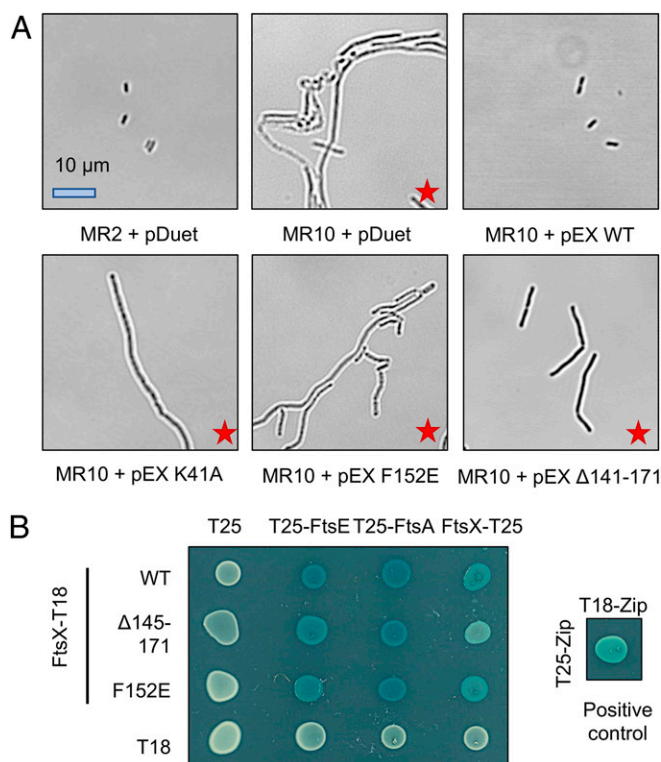 A
10 µm
MR2 + pDuet
MR10 + pDuet
MR10 + pEX WT
MR10 + pEX K41A
MR10 + pEX F152E
MR10 + pEX Δ141-171
B
T25
T25-FtsE
T25-FtsA
FtsX-T25
FtsX-T18
WT
Δ145-
171
F152E
T18
T18-Zip
T25-Zip
Positive
control